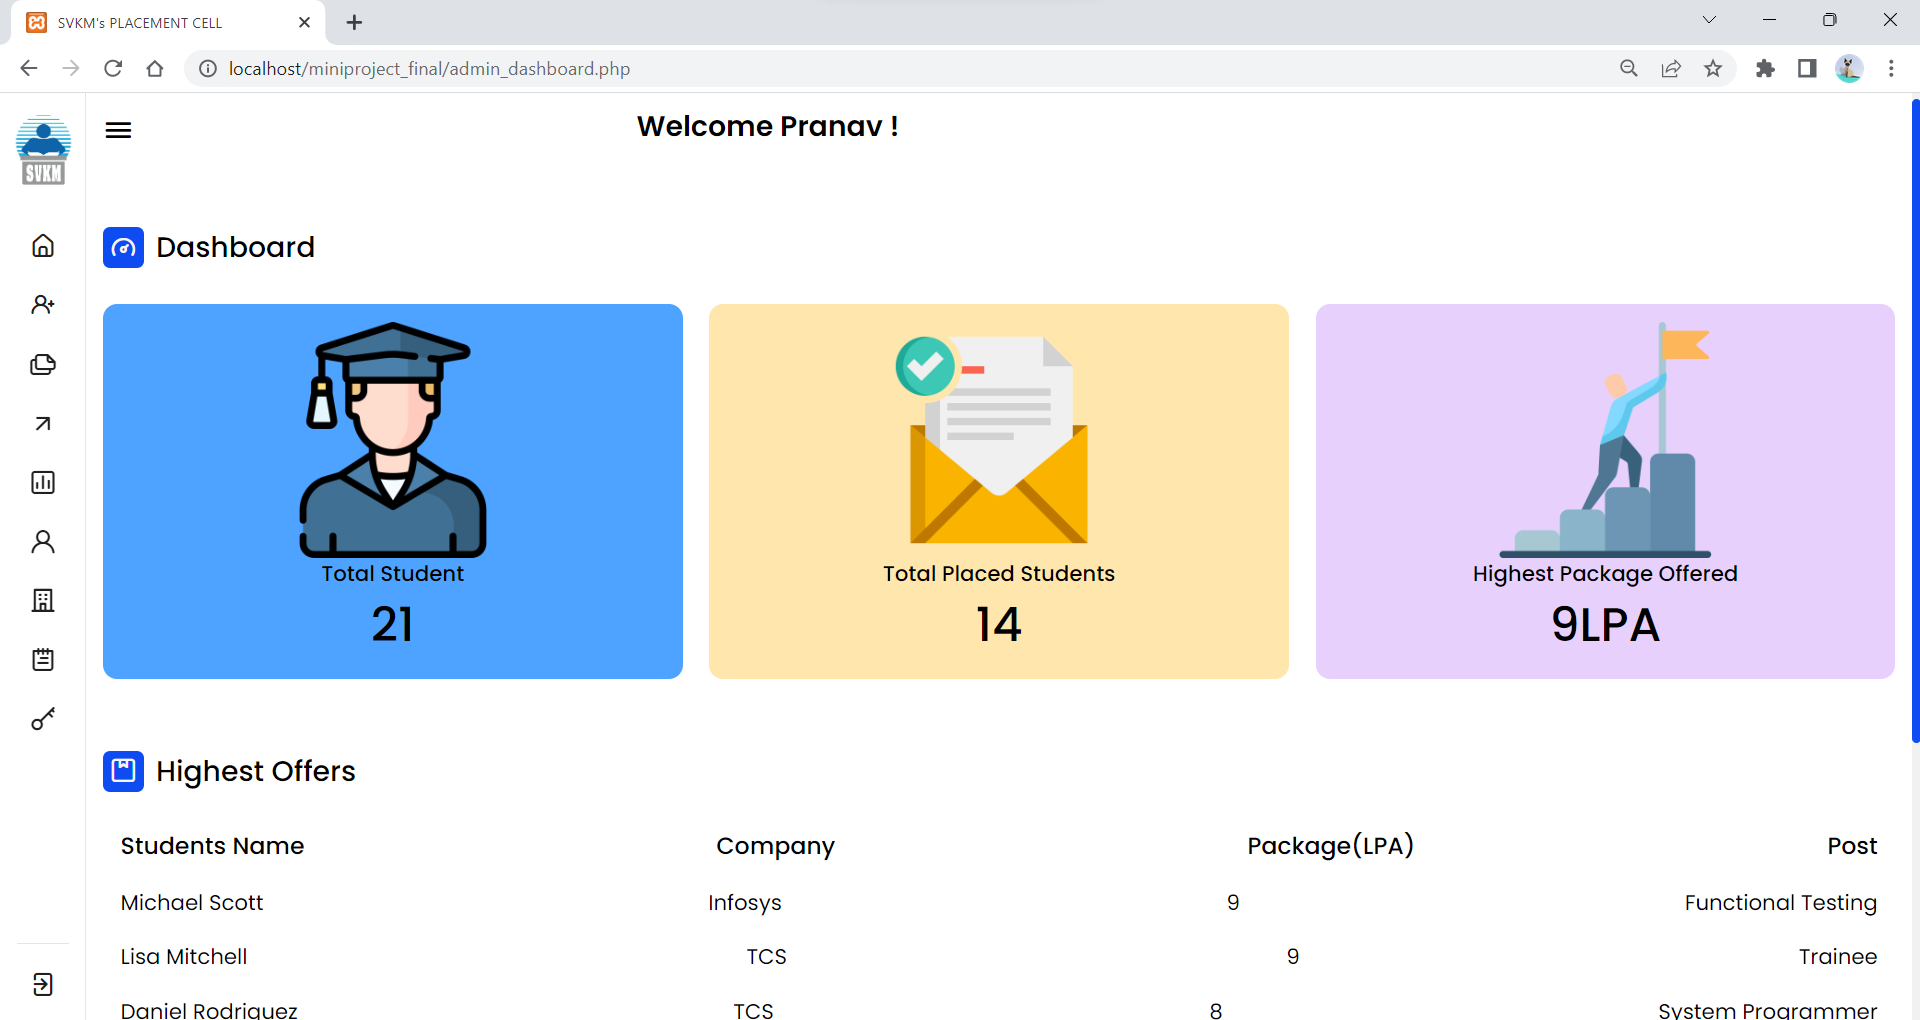 SVKM's PLACEMENT CELL
localhost/miniproject_final/admin_dashboard.php
SVKM
Welcome Pranav !
Dashboard
Total Student
21
Total Placed Students
14
Highest Package Offered
9LPA
Highest Offers
Students Name Company Package(LPA) Post
Michael Scott Infosys 9 Functional Testing
Lisa Mitchell TCS 9 Trainee
Daniel Rodriguez TCS 8 System Programmer